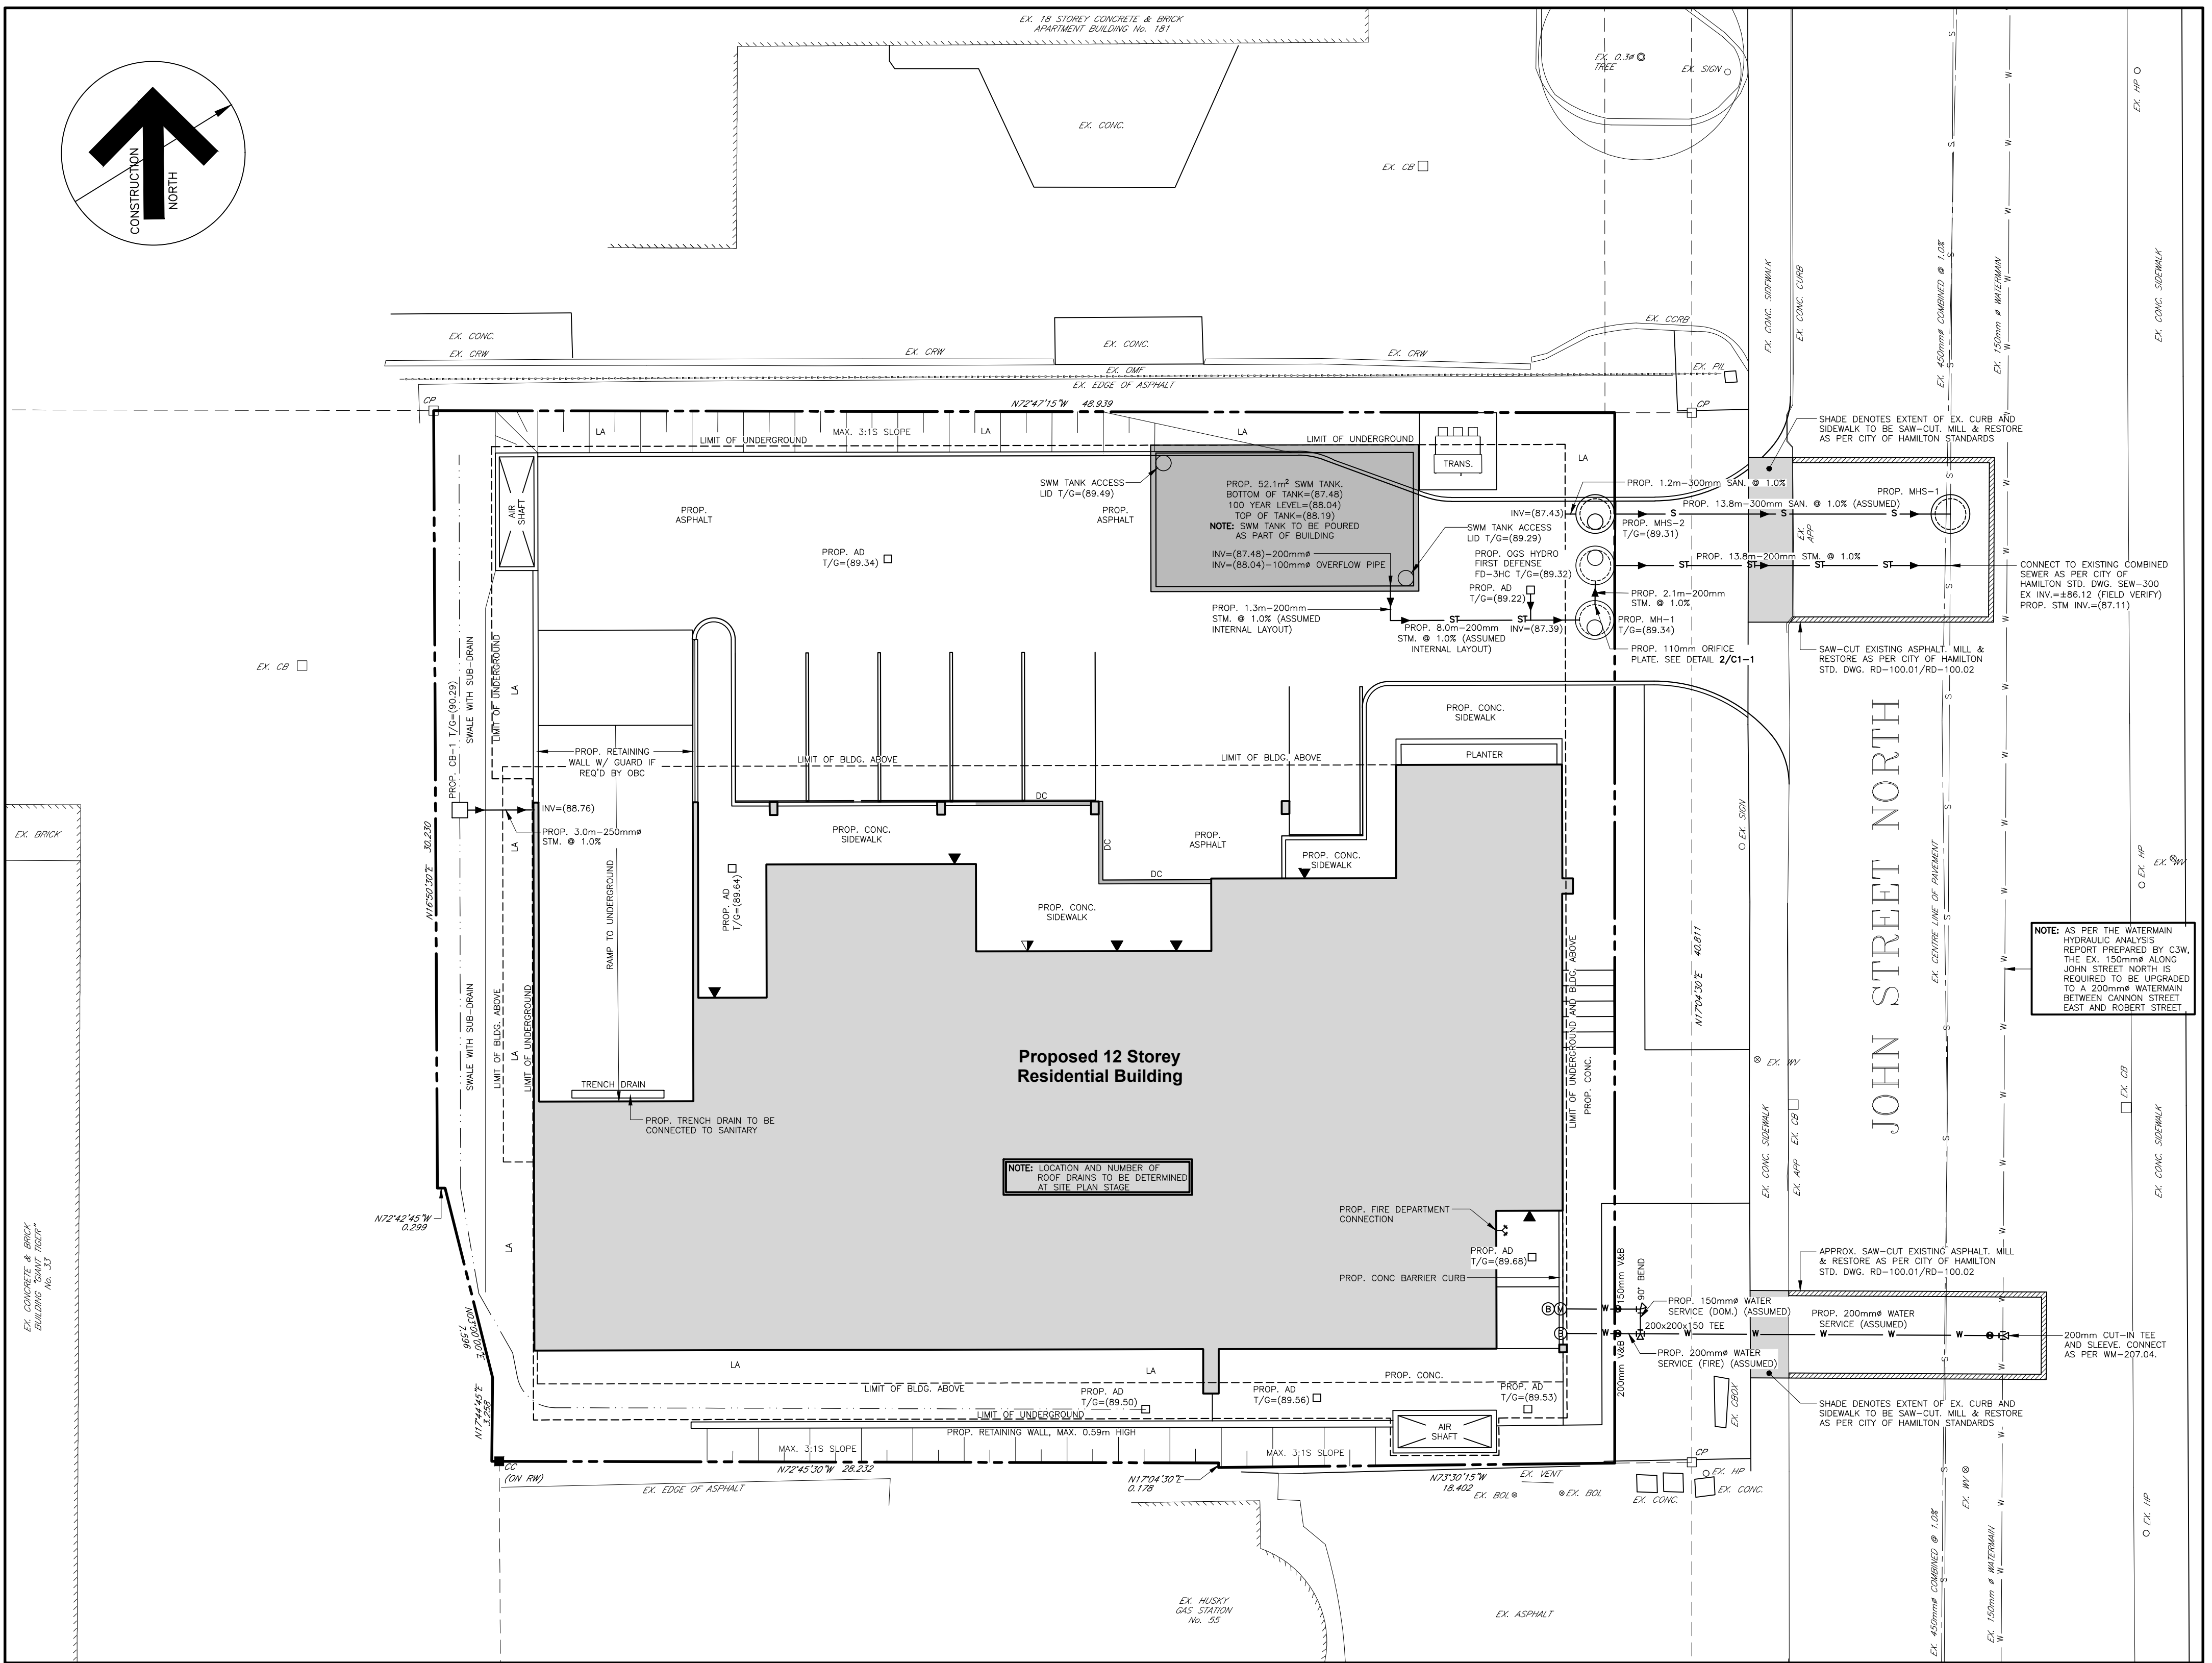 EX. 18 STOREY CONCRETE & BRICK
APARTMENT BUILDING No. 181
CONSTRUCTION
NORTH
EX. CONC.
EX. 0.3ø
TREE
EX. SIGN
EX. CB
EX. HP
EX. CONC. SIDEWALK
EX. CONC. CURB
EX. 450mmø COMBINED @ 1.0%
EX. 150mm ø WATERMAIN
EX. CONC. SIDEWALK
EX. CONC.
EX. CRW
EX. CRW
EX. CONC.
EX. CRW
EX. CCRB
EX. OMF
EX. EDGE OF ASPHALT
EX. PIL
CP
N72°47'15"W 48.939
CP
LA
LIMIT OF UNDERGROUND
MAX. 3:1S SLOPE
LA
LA
LIMIT OF UNDERGROUND
TRANS.
LA
AIR
SHAFT
PROP.
ASPHALT
SWM TANK ACCESS
LID T/G=(89.49)
PROP.
ASPHALT
PROP. 52.1m² SWM TANK.
BOTTOM OF TANK=(87.48)
100 YEAR LEVEL=(88.04)
TOP OF TANK=(88.19)
NOTE: SWM TANK TO BE POURED
AS PART OF BUILDING
INV=(87.48)-200mmø
INV=(88.04)-100mmø OVERFLOW PIPE
SWM TANK ACCESS
LID T/G=(89.29)
PROP. OGS HYDRO
FIRST DEFENSE
FD-3HC T/G=(89.32)
PROP. AD
T/G=(89.22)
INV=(87.43)
PROP. 1.2m-300mm SAN. @ 1.0%
PROP. 13.8m-300mm SAN. @ 1.0% (ASSUMED)
PROP. MHS-1
S
S
S
PROP. MHS-2
T/G=(89.31)
EX.
APP
PROP. 13.8m-200mm STM. @ 1.0%
ST
ST
ST
ST
SHADE DENOTES EXTENT OF EX. CURB AND
SIDEWALK TO BE SAW-CUT. MILL & RESTORE
AS PER CITY OF HAMILTON STANDARDS
CONNECT TO EXISTING COMBINED
SEWER AS PER CITY OF
HAMILTON STD. DWG. SEW-300
EX INV.=±86.12 (FIELD VERIFY)
PROP. STM INV.=(87.11)
PROP. AD
T/G=(89.34)
PROP. 1.3m-200mm
STM. @ 1.0% (ASSUMED
INTERNAL LAYOUT)
ST
ST
PROP. 8.0m-200mm
STM. @ 1.0% (ASSUMED
INTERNAL LAYOUT)
INV=(87.39)
PROP. 2.1m-200mm
STM. @ 1.0%
PROP. MH-1
T/G=(89.34)
PROP. 110mm ORIFICE
PLATE. SEE DETAIL 2/C1-1
SAW-CUT EXISTING ASPHALT. MILL &
RESTORE AS PER CITY OF HAMILTON
STD. DWG. RD-100.01/RD-100.02
EX. CB
PROP. CB-1 T/G=(90.29)
SWALE WITH SUB-DRAIN
LIMIT OF UNDERGROUND
LA
PROP. RETAINING
WALL W/ GUARD IF
REQ'D BY OBC
LIMIT OF BLDG. ABOVE
LIMIT OF BLDG. ABOVE
PROP. CONC.
SIDEWALK
PLANTER
DC
INV=(88.76)
PROP. 3.0m-250mmø
STM. @ 1.0%
PROP. CONC.
SIDEWALK
PROP.
ASPHALT
DC
DC
PROP. CONC.
SIDEWALK
PROP. CONC.
SIDEWALK
PROP. AD
T/G=(89.64)
RAMP TO UNDERGROUND
N16°50'30"E 30.230
EX. BRICK
EX. SIGN
N17°04'30"E 40.811
EX. CENTRE LINE OF PAVEMENT
JOHN STREET NORTH
EX. HP
EX. WV
NOTE: AS PER THE WATERMAIN
HYDRAULIC ANALYSIS
REPORT PREPARED BY C3W,
THE EX. 150mmø ALONG
JOHN STREET NORTH IS
REQUIRED TO BE UPGRADED
TO A 200mmø WATERMAIN
BETWEEN CANNON STREET
EAST AND ROBERT STREET
Proposed 12 Storey
Residential Building
SWALE WITH SUB-DRAIN
LIMIT OF BLDG. ABOVE
LIMIT OF UNDERGROUND
LA
LA
LA
TRENCH DRAIN
PROP. TRENCH DRAIN TO BE
CONNECTED TO SANITARY
NOTE: LOCATION AND NUMBER OF
ROOF DRAINS TO BE DETERMINED
AT SITE PLAN STAGE
LIMIT OF UNDERGROUND AND BLDG. ABOVE
PROP. CONC.
EX. WV
EX. CONC. SIDEWALK
EX. APP
EX. CB
EX. CB
EX. CONC. SIDEWALK
N72°42'45"W
0.299
EX. CONCRETE & BRICK
BUILDING "GIANT TIGER"
No. 33
N03°00'00"E
7.596
N17°44'45"E
3.258
PROP. FIRE DEPARTMENT
CONNECTION
PROP. AD
T/G=(89.68)
PROP. CONC BARRIER CURB
150mm V&B
90° BEND
B
M
B
W
W
PROP. 150mmø WATER
SERVICE (DOM.) (ASSUMED)
200x200x150 TEE
PROP. 200mmø WATER
SERVICE (FIRE) (ASSUMED)
200mm V&B
PROP. 200mmø WATER
SERVICE (ASSUMED)
W
W
W
W
W
APPROX. SAW-CUT EXISTING ASPHALT. MILL
& RESTORE AS PER CITY OF HAMILTON
STD. DWG. RD-100.01/RD-100.02
200mm CUT-IN TEE
AND SLEEVE. CONNECT
AS PER WM-207.04.
SHADE DENOTES EXTENT OF EX. CURB AND
SIDEWALK TO BE SAW-CUT. MILL & RESTORE
AS PER CITY OF HAMILTON STANDARDS
LA
LA
PROP. CONC.
LIMIT OF BLDG. ABOVE
PROP. AD
T/G=(89.50)
PROP. AD
T/G=(89.56)
PROP. AD
T/G=(89.53)
LIMIT OF UNDERGROUND
PROP. RETAINING WALL, MAX. 0.59m HIGH
AIR
SHAFT
EX. CBOX
MAX. 3:1S SLOPE
MAX. 3:1S SLOPE
CC
(ON RW)
N72°45'30"W 28.232
N17°04'30"E
0.178
N73°30'15"W
18.402
EX. VENT
CP
EX. HP
EX. EDGE OF ASPHALT
EX. BOL
EX. BOL
EX. CONC.
EX. CONC.
EX. WV
EX. HP
EX. HUSKY
GAS STATION
No. 55
EX. ASPHALT
EX. 450mmø COMBINED @ 1.0%
EX. 150mm ø WATERMAIN